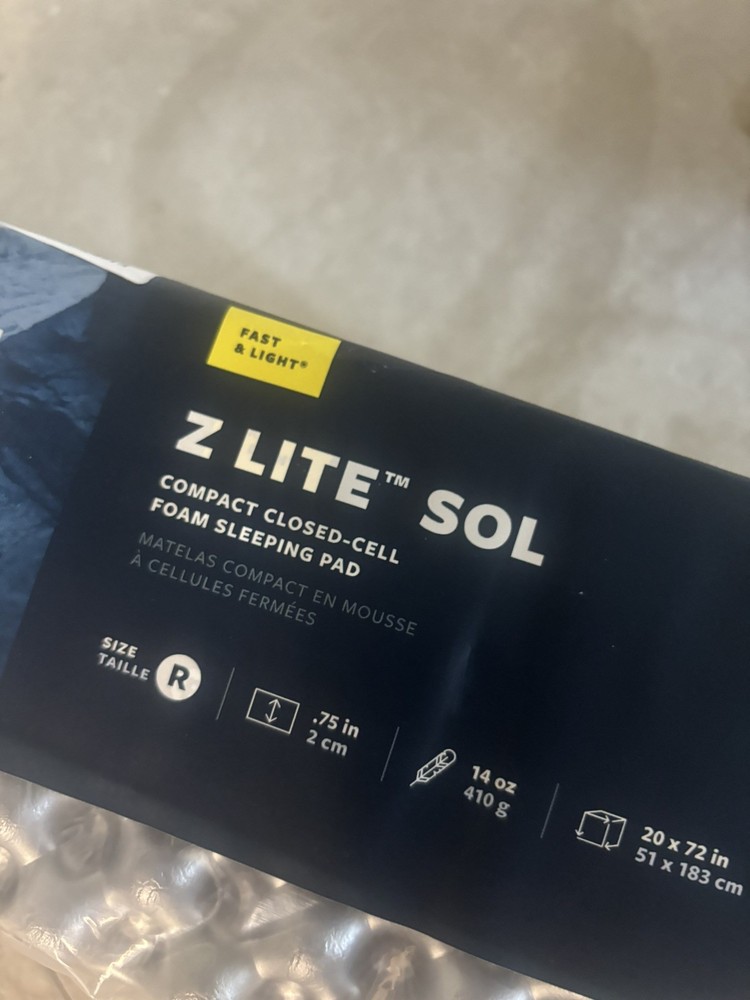 FAST
& LIGHT®
Z LITE™ SOL
COMPACT CLOSED-CELL
FOAM SLEEPING PAD
MATELAS COMPACT EN MOUSSE
À CELLULES FERMÉES
SIZE
TAILLE
R
.75 in
2 cm
14 oz
410 g
20 x 72 in
51 x 183 cm